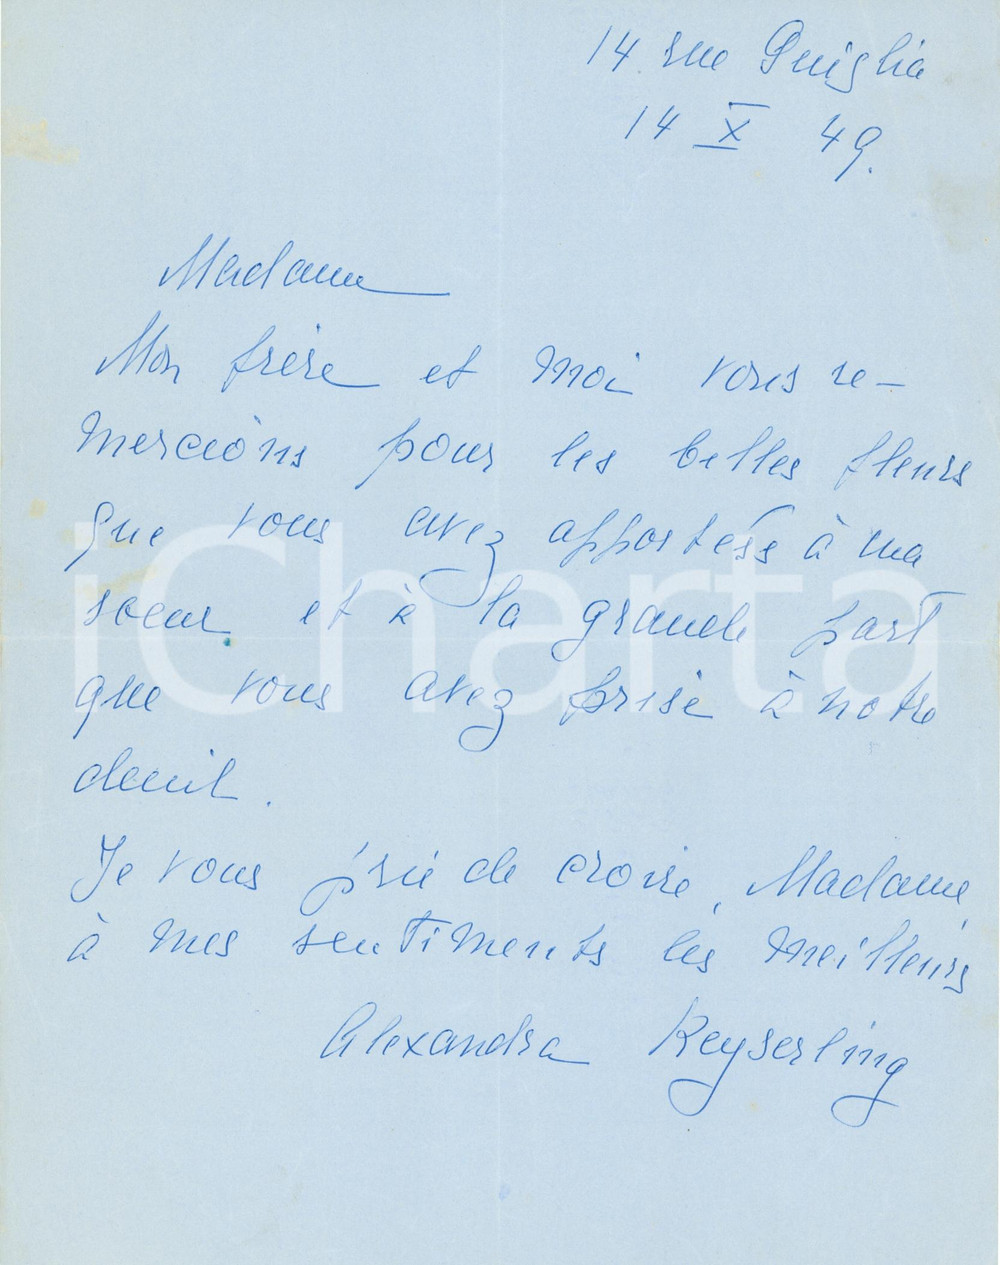 14 rue Guiglia
14 X 49.
Madame
Mon frère et moi vous re-
mercions pour les belles fleurs
que vous avez apportées à ma
soeur et à la grande part
que vous avez prise à notre
deuil.
Je vous prie de croire, Madame,
à mes sentiments les meilleurs
Alexandra Keyserling
iCharta